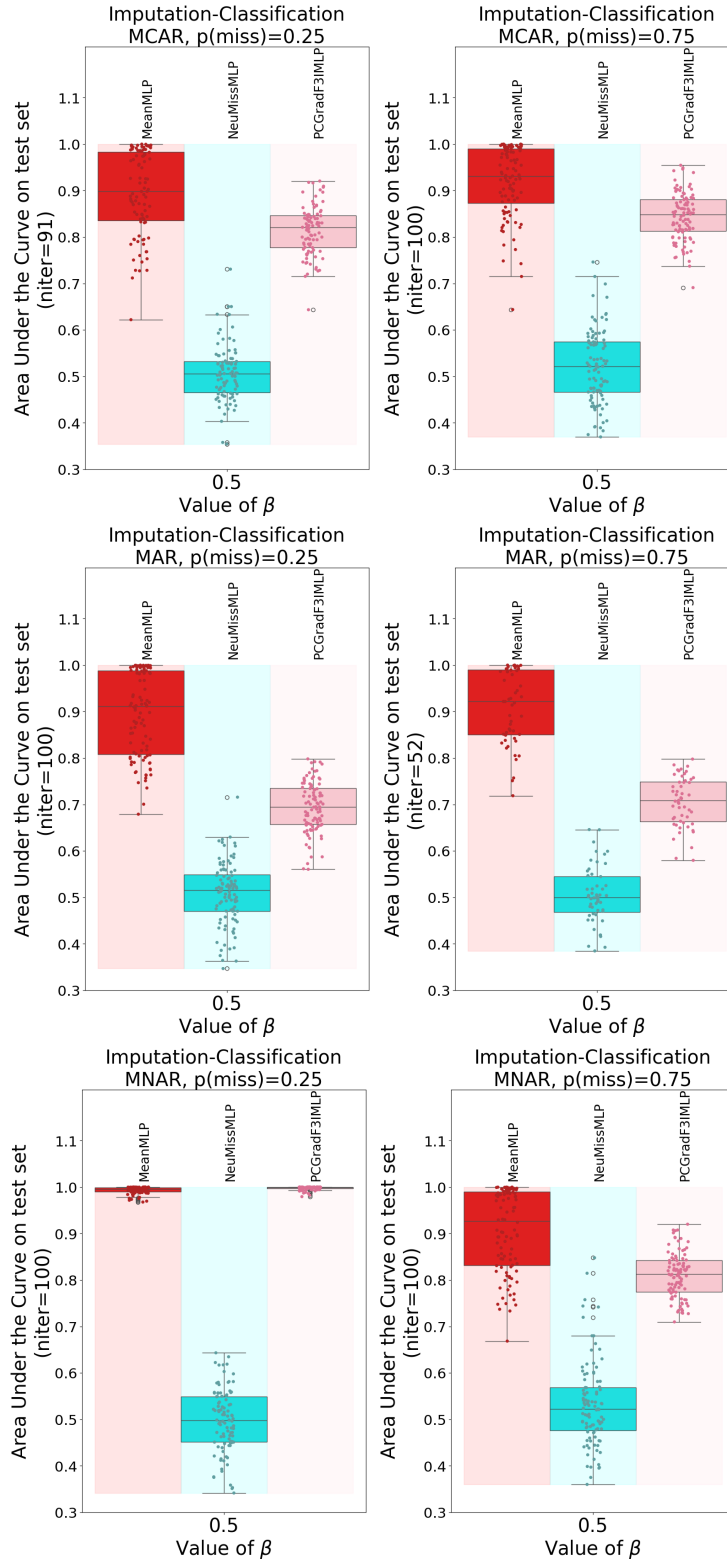 Imputation-Classification
MCAR, p(miss)=0.25
Area Under the Curve on test set
(niter=91)
1.1
1.0
0.9
0.8
0.7
0.6
0.5
0.4
0.3
MeanMLP
NeuMissMLP
PCGradF3IMLP
0.5
Value of β
Imputation-Classification
MCAR, p(miss)=0.75
Area Under the Curve on test set
(niter=100)
1.1
1.0
0.9
0.8
0.7
0.6
0.5
0.4
0.3
MeanMLP
NeuMissMLP
PCGradF3IMLP
0.5
Value of β
Imputation-Classification
MAR, p(miss)=0.25
Area Under the Curve on test set
(niter=100)
1.1
1.0
0.9
0.8
0.7
0.6
0.5
0.4
0.3
MeanMLP
NeuMissMLP
PCGradF3IMLP
0.5
Value of β
Imputation-Classification
MAR, p(miss)=0.75
Area Under the Curve on test set
(niter=52)
1.1
1.0
0.9
0.8
0.7
0.6
0.5
0.4
0.3
MeanMLP
NeuMissMLP
PCGradF3IMLP
0.5
Value of β
Imputation-Classification
MNAR, p(miss)=0.25
Area Under the Curve on test set
(niter=100)
1.1
1.0
0.9
0.8
0.7
0.6
0.5
0.4
0.3
MeanMLP
NeuMissMLP
PCGradF3IMLP
0.5
Value of β
Imputation-Classification
MNAR, p(miss)=0.75
Area Under the Curve on test set
(niter=100)
1.1
1.0
0.9
0.8
0.7
0.6
0.5
0.4
0.3
MeanMLP
NeuMissMLP
PCGradF3IMLP
0.5
Value of β